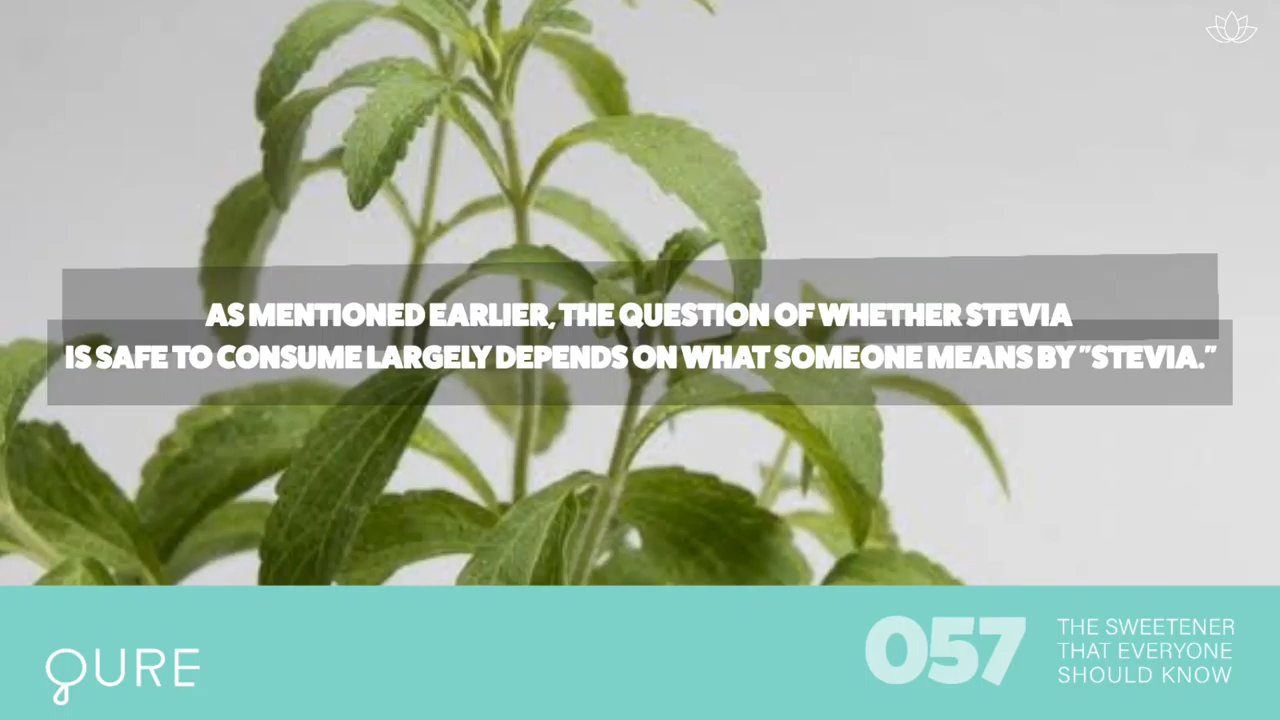 AS MENTIONED EARLIER, THE QUESTION OF WHETHER STEVIA
IS SAFE TO CONSUME LARGELY DEPENDS ON WHAT SOMEONE MEANS BY "STEVIA."
QURE
057
THE SWEETENER
THAT EVERYONE
SHOULD KNOW